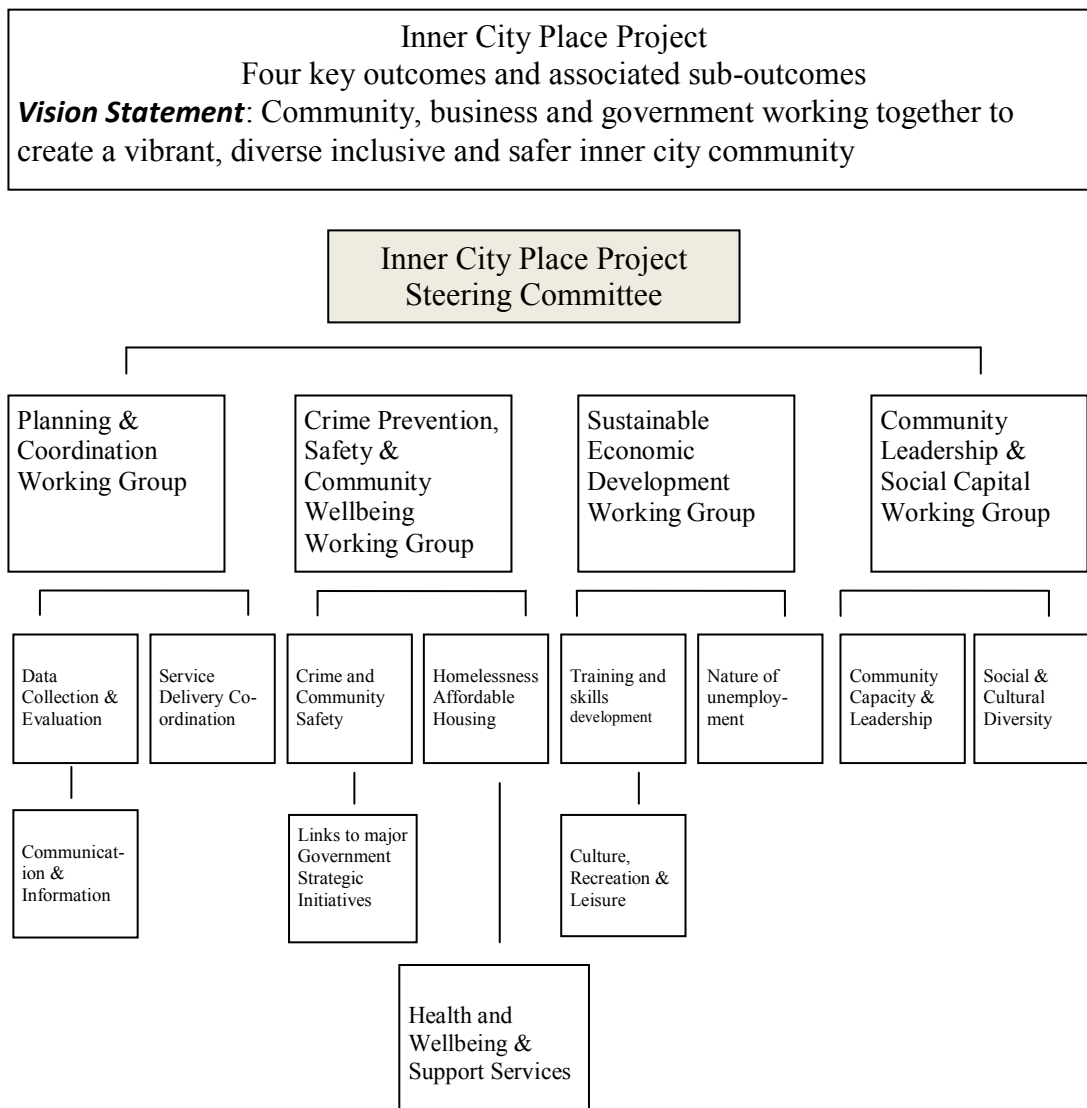 Inner City Place Project
Four key outcomes and associated sub-outcomes
Vision Statement: Community, business and government working together to
create a vibrant, diverse inclusive and safer inner city community
Inner City Place Project
Steering Committee
Planning &
Coordination
Working Group
Crime Prevention,
Safety &
Community
Wellbeing
Working Group
Sustainable
Economic
Development
Working Group
Community
Leadership &
Social Capital
Working Group
Data
Collection &
Evaluation
Service
Delivery Co-
ordination
Crime and
Community
Safety
Homelessness
Affordable
Housing
Training and
skills
development
Nature of
unemploy-
ment
Community
Capacity &
Leadership
Social &
Cultural
Diversity
Communicat-
ion &
Information
Links to major
Government
Strategic
Initiatives
Culture,
Recreation &
Leisure
Health and
Wellbeing &
Support Services